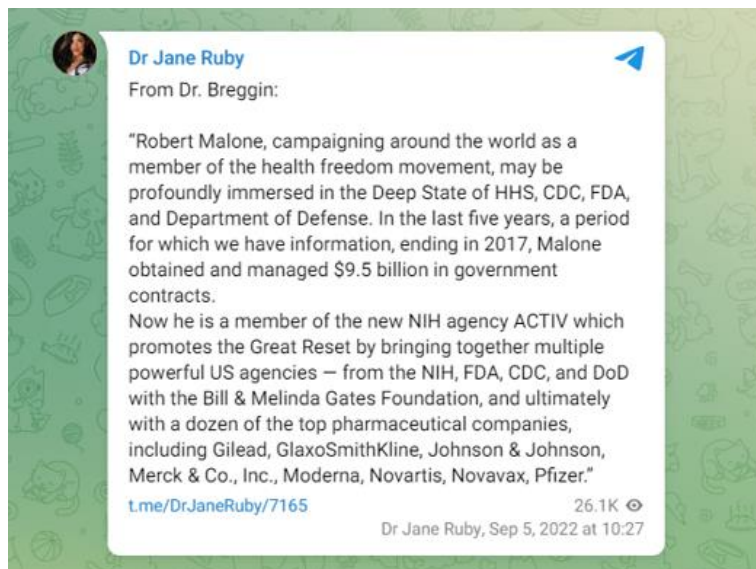 Dr Jane Ruby
From Dr. Breggin:
“Robert Malone, campaigning around the world as a
member of the health freedom movement, may be
profoundly immersed in the Deep State of HHS, CDC, FDA,
and Department of Defense. In the last five years, a period
for which we have information, ending in 2017, Malone
obtained and managed $9.5 billion in government
contracts.
Now he is a member of the new NIH agency ACTIV which
promotes the Great Reset by bringing together multiple
powerful US agencies — from the NIH, FDA, CDC, and DoD
with the Bill & Melinda Gates Foundation, and ultimately
with a dozen of the top pharmaceutical companies,
including Gilead, GlaxoSmithKline, Johnson & Johnson,
Merck & Co., Inc., Moderna, Novartis, Novavax, Pfizer.”
t.me/DrJaneRuby/7165 26.1K
Dr Jane Ruby, Sep 5, 2022 at 10:27